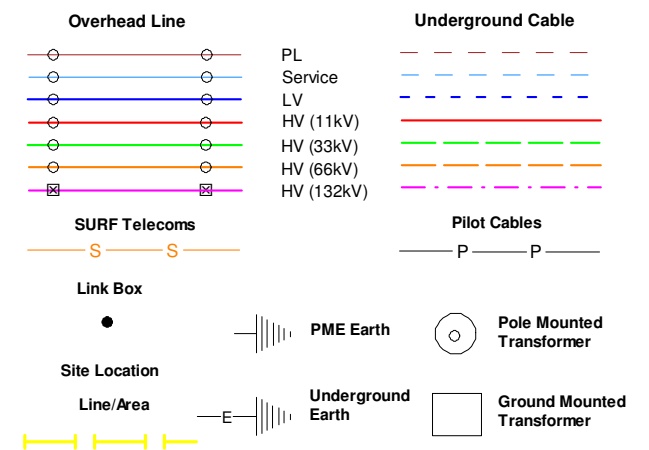 Overhead Line
Underground Cable
PL
Service
LV
HV (11kV)
HV (33kV)
HV (66kV)
HV (132kV)
SURF Telecoms
Pilot Cables
S S
P P
Link Box
PME Earth
Pole Mounted
Transformer
Site Location
Line/Area
E
Underground
Earth
Ground Mounted
Transformer